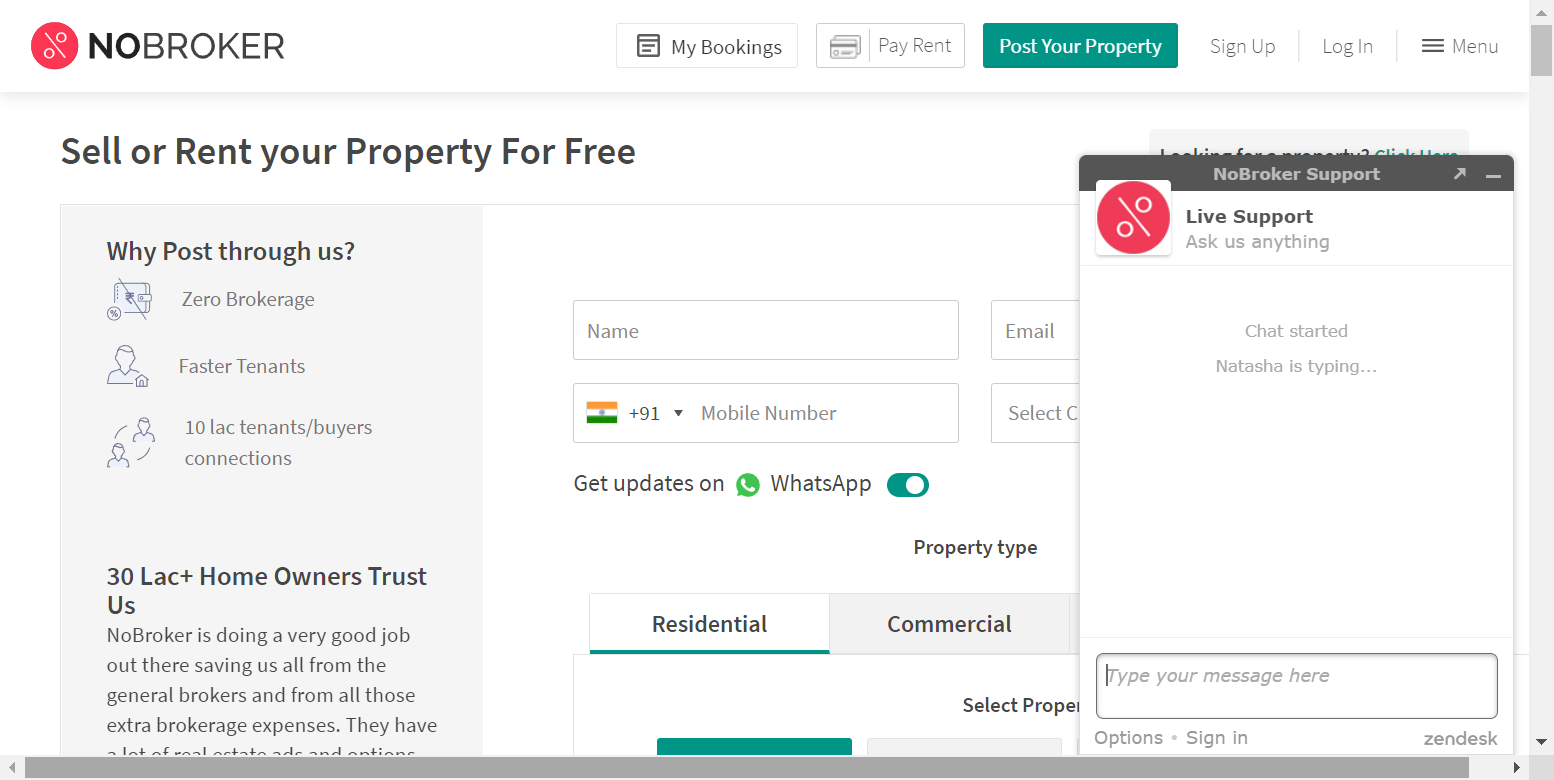 NOBROKER
My Bookings
Pay Rent
Post Your Property
Sign Up
Log In
Menu
Sell or Rent your Property For Free
Looking for a property? Click Here
Why Post through us?
Zero Brokerage
Faster Tenants
10 lac tenants/buyers
connections
30 Lac+ Home Owners Trust
Us
NoBroker is doing a very good job
out there saving us all from the
general brokers and from all those
extra brokerage expenses. They have
a lot of real estate ads and options
Name
Email
+91
Mobile Number
Select C
Get updates on WhatsApp
Property type
Residential
Commercial
Select Proper
NoBroker Support
Live Support
Ask us anything
Chat started
Natasha is typing...
Type your message here
Options • Sign in
zendesk